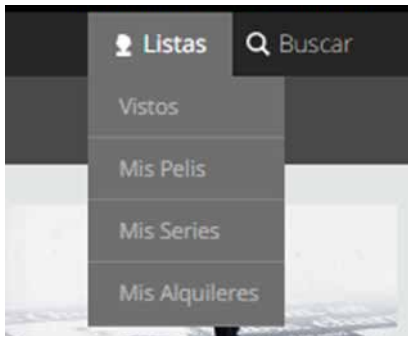 Listas Buscar
Vistos
Mis Pelis
Mis Series
Mis Alquileres